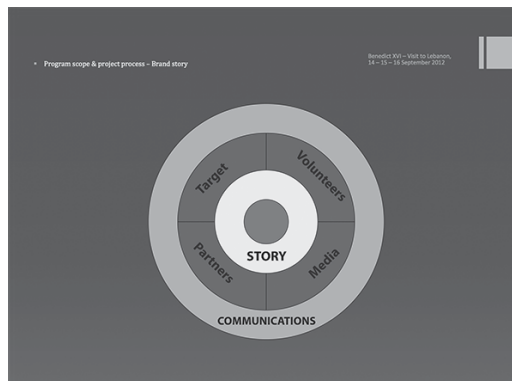 • Program scope & project process – Brand story
Benedict XVI – Visit to Lebanon,
14 – 15 – 16 September 2012
Target
Volunteers
STORY
Partners
Media
COMMUNICATIONS